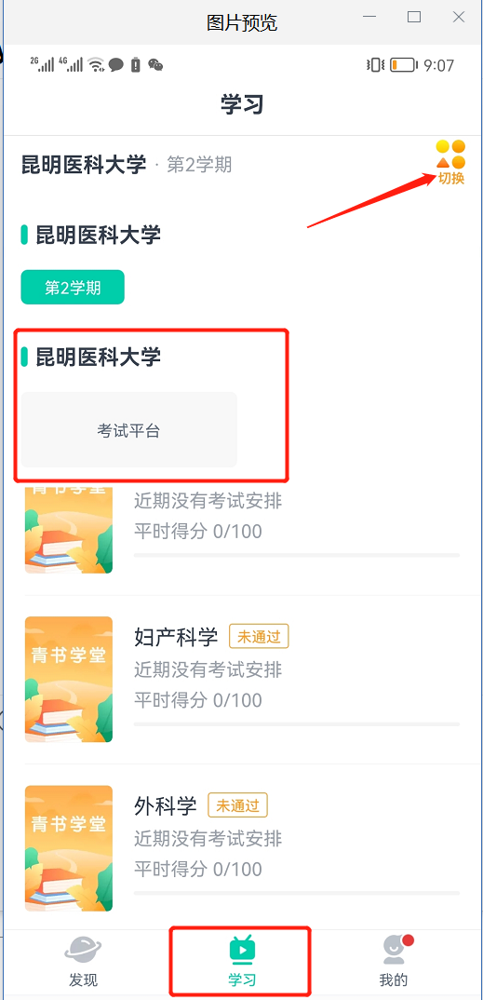 图片预览
2G 4G 9:07
学习
昆明医科大学 · 第2学期
切换
昆明医科大学
第2学期
昆明医科大学
考试平台
青书学堂
近期没有考试安排
平时得分 0/100
青书学堂
妇产科学 未通过
近期没有考试安排
平时得分 0/100
青书学堂
外科学 未通过
近期没有考试安排
平时得分 0/100
发现 学习 我的